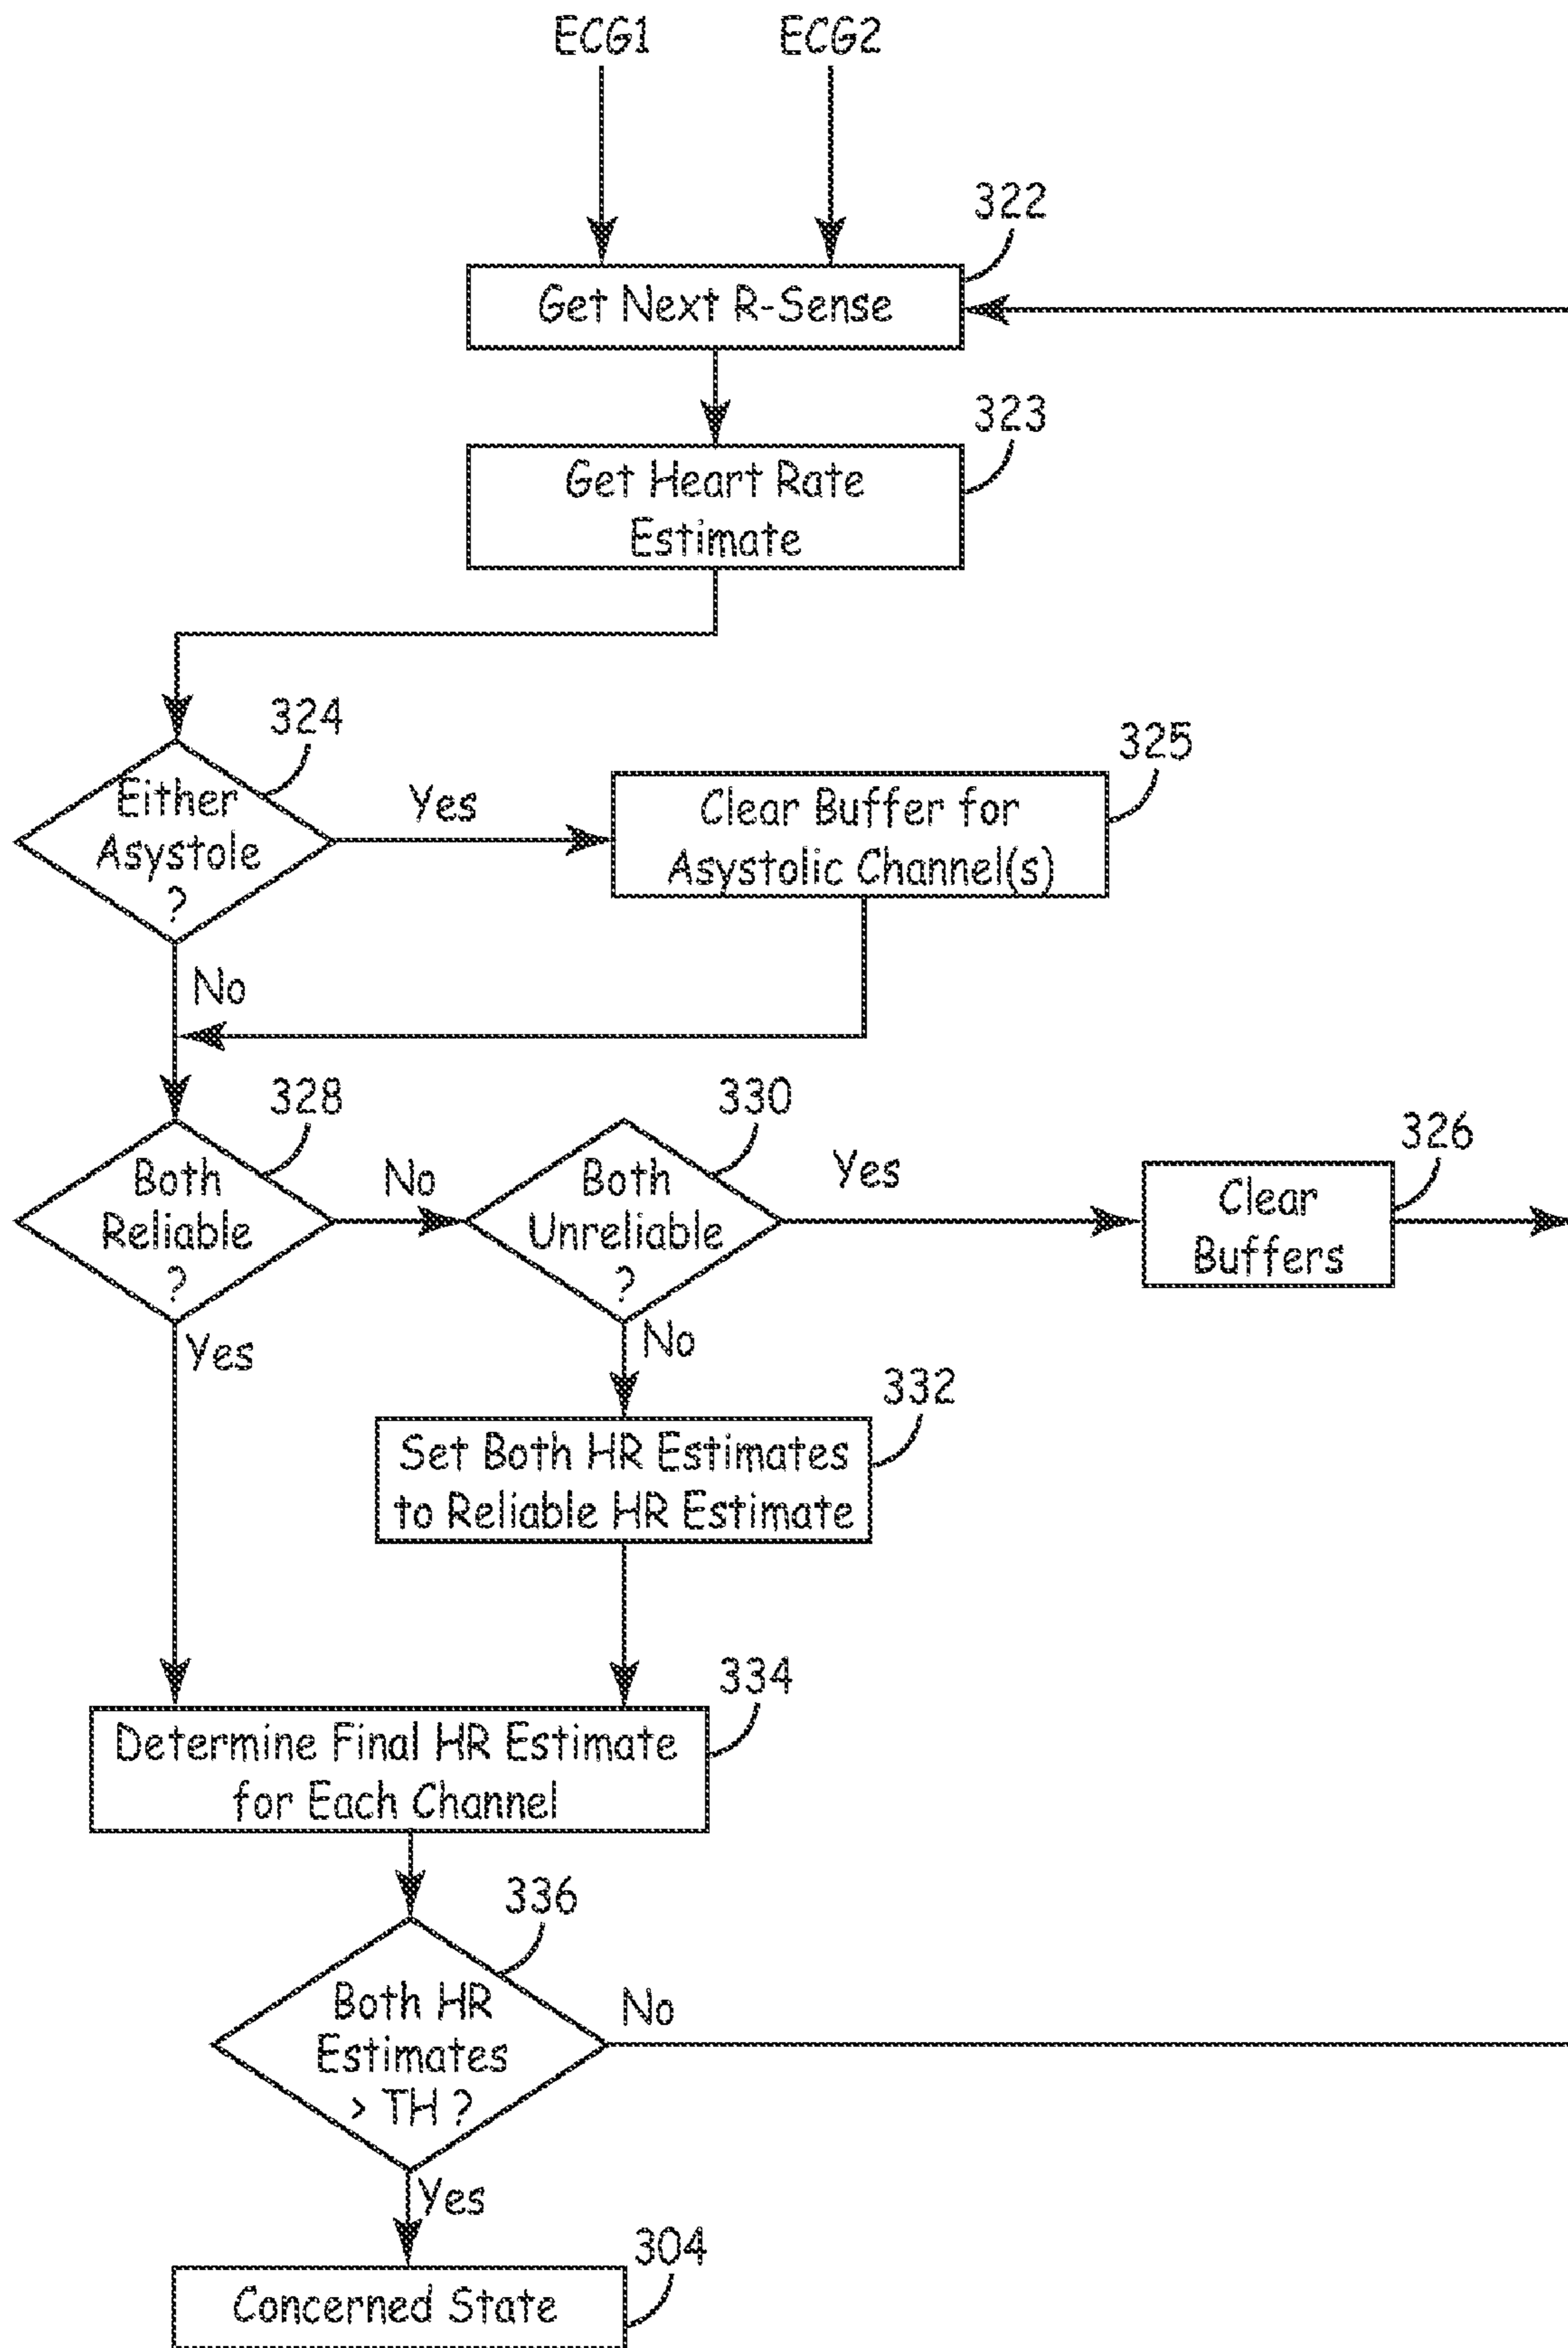 ECG1
ECG2
322
Get Next R-Sense
323
Get Heart Rate
Estimate
324
Either
Asystole
?
Yes
325
Clear Buffer for
Asystolic Channel(s)
No
328
Both
Reliable
?
No
330
Both
Unreliable
?
Yes
326
Clear
Buffers
Yes
No
332
Set Both HR Estimates
to Reliable HR Estimate
334
Determine Final HR Estimate
for Each Channel
336
Both HR
Estimates
> TH ?
No
Yes
304
Concerned State